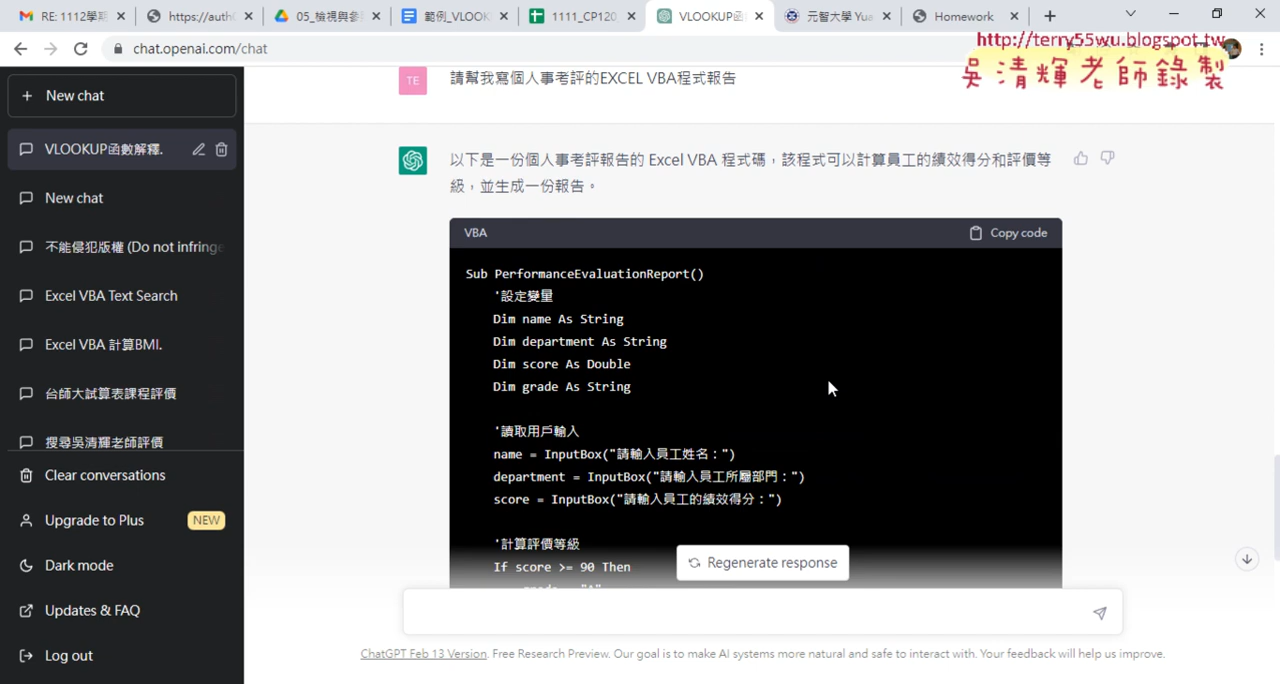 RE: 1112學期
https://auth
05_檢視與參
範例_VLOOK
1111_CP120
VLOOKUP函
元智大學 Yua
Homework
chat.openai.com/chat
http://terry55wu.blogspot.tw
吳清輝老師錄製
New chat
VLOOKUP函數解釋.
New chat
不能侵犯版權 (Do not infringe
Excel VBA Text Search
Excel VBA 計算BMI.
台師大試算表課程評價
搜尋吳清輝老師評價
Clear conversations
Upgrade to Plus NEW
Dark mode
Updates & FAQ
Log out
TE 請幫我寫個人事考評的EXCEL VBA程式報告
以下是一份個人事考評報告的 Excel VBA 程式碼，該程式可以計算員工的績效得分和評價等
級，並生成一份報告。
VBA Copy code
Sub PerformanceEvaluationReport()
'設定變量
Dim name As String
Dim department As String
Dim score As Double
Dim grade As String
'讀取用戶輸入
name = InputBox("請輸入員工姓名：")
department = InputBox("請輸入員工所屬部門：")
score = InputBox("請輸入員工的績效得分：")
'計算評價等級
If score >= 90 Then
Regenerate response
ChatGPT Feb 13 Version. Free Research Preview. Our goal is to make AI systems more natural and safe to interact with. Your feedback will help us improve.